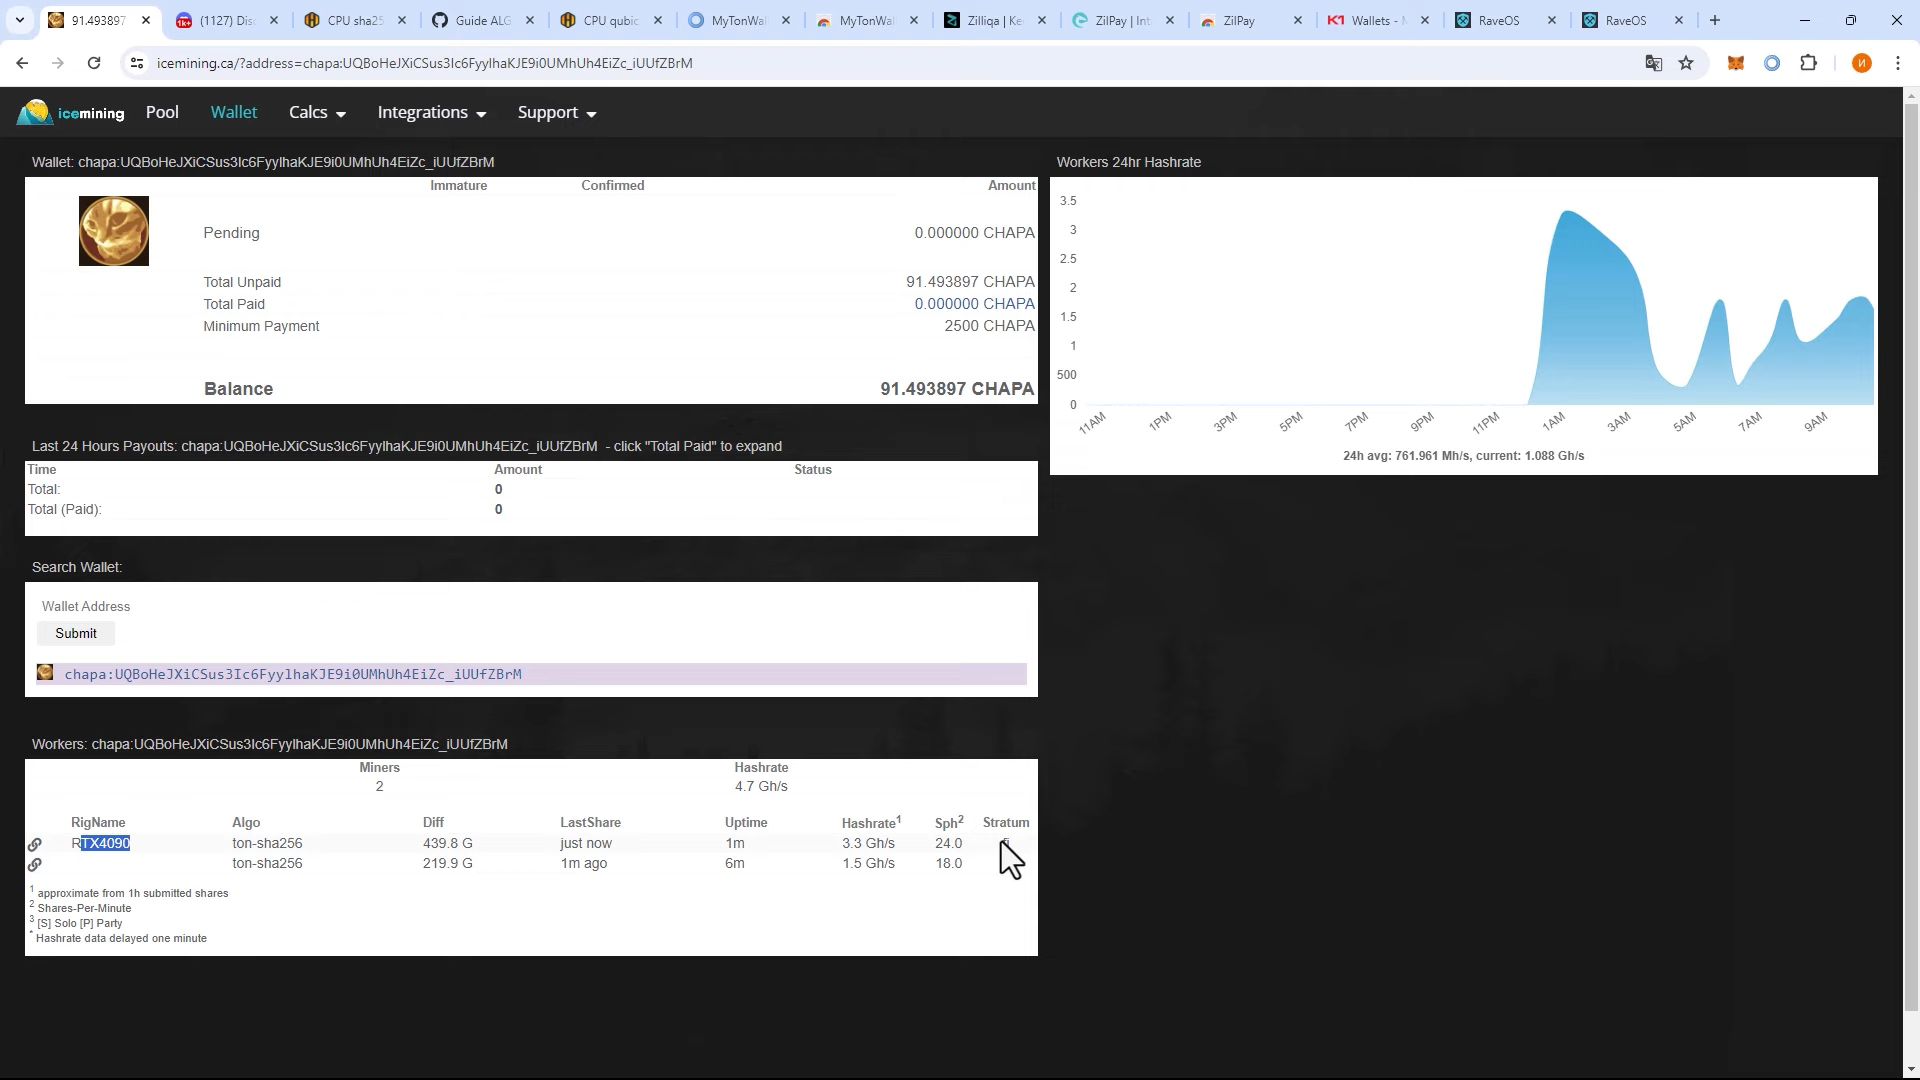 91.493897
(1127) Disc
CPU sha25
Guide ALG
CPU qubic
MyTonWal
MyTonWal
Zilliqa | Ke
ZilPay | Int
ZilPay
Wallets -
RaveOS
RaveOS
icemining.ca/?address=chapa:UQBoHeJXiCSus3Ic6FyylhaKJE9i0UMhUh4EiZc_iUUfZBrM
icemining Pool Wallet Calcs Integrations Support
Wallet: chapa:UQBoHeJXiCSus3Ic6FyylhaKJE9i0UMhUh4EiZc_iUUfZBrM
Immature Confirmed Amount
Pending 0.000000 CHAPA
Total Unpaid 91.493897 CHAPA
Total Paid 0.000000 CHAPA
Minimum Payment 2500 CHAPA
Balance 91.493897 CHAPA
Workers 24hr Hashrate
3.5
3
2.5
2
1.5
1
500
0
11AM 1PM 3PM 5PM 7PM 9PM 11PM 1AM 3AM 5AM 7AM 9AM
24h avg: 761.961 Mh/s, current: 1.088 Gh/s
Last 24 Hours Payouts: chapa:UQBoHeJXiCSus3Ic6FyylhaKJE9i0UMhUh4EiZc_iUUfZBrM - click "Total Paid" to expand
Time Amount Status
Total: 0
Total (Paid): 0
Search Wallet:
Wallet Address
Submit
chapa:UQBoHeJXiCSus3Ic6FyylhaKJE9i0UMhUh4EiZc_iUUfZBrM
Workers: chapa:UQBoHeJXiCSus3Ic6FyylhaKJE9i0UMhUh4EiZc_iUUfZBrM
Miners Hashrate
2 4.7 Gh/s
RigName Algo Diff LastShare Uptime Hashrate1 Sph2 Stratum
RTX4090 ton-sha256 439.8 G just now 1m 3.3 Gh/s 24.0
ton-sha256 219.9 G 1m ago 6m 1.5 Gh/s 18.0
1 approximate from 1h submitted shares
2 Shares-Per-Minute
3 [S] Solo [P] Party
* Hashrate data delayed one minute